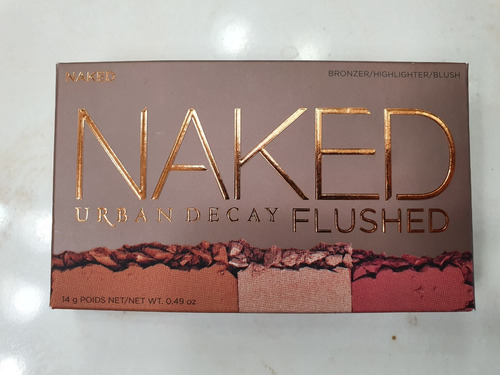 NAKED
BRONZER/HIGHLIGHTER/BLUSH
NAKED
URBAN DECAY FLUSHED
14 g POIDS NET/NET WT. 0.49 oz